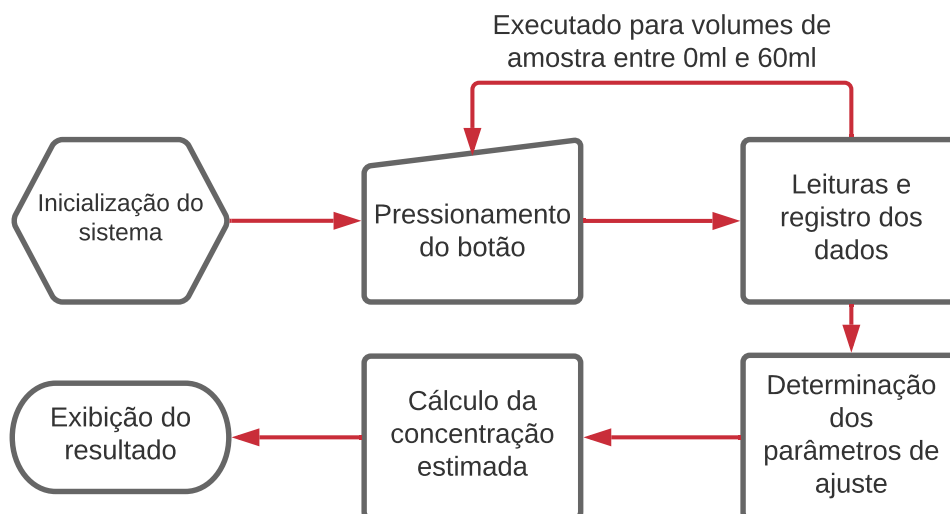 Executado para volumes de
amostra entre 0ml e 60ml
Inicialização do
sistema
Pressionamento
do botão
Leituras e
registro dos
dados
Determinação
dos
parâmetros de
ajuste
Cálculo da
concentração
estimada
Exibição do
resultado